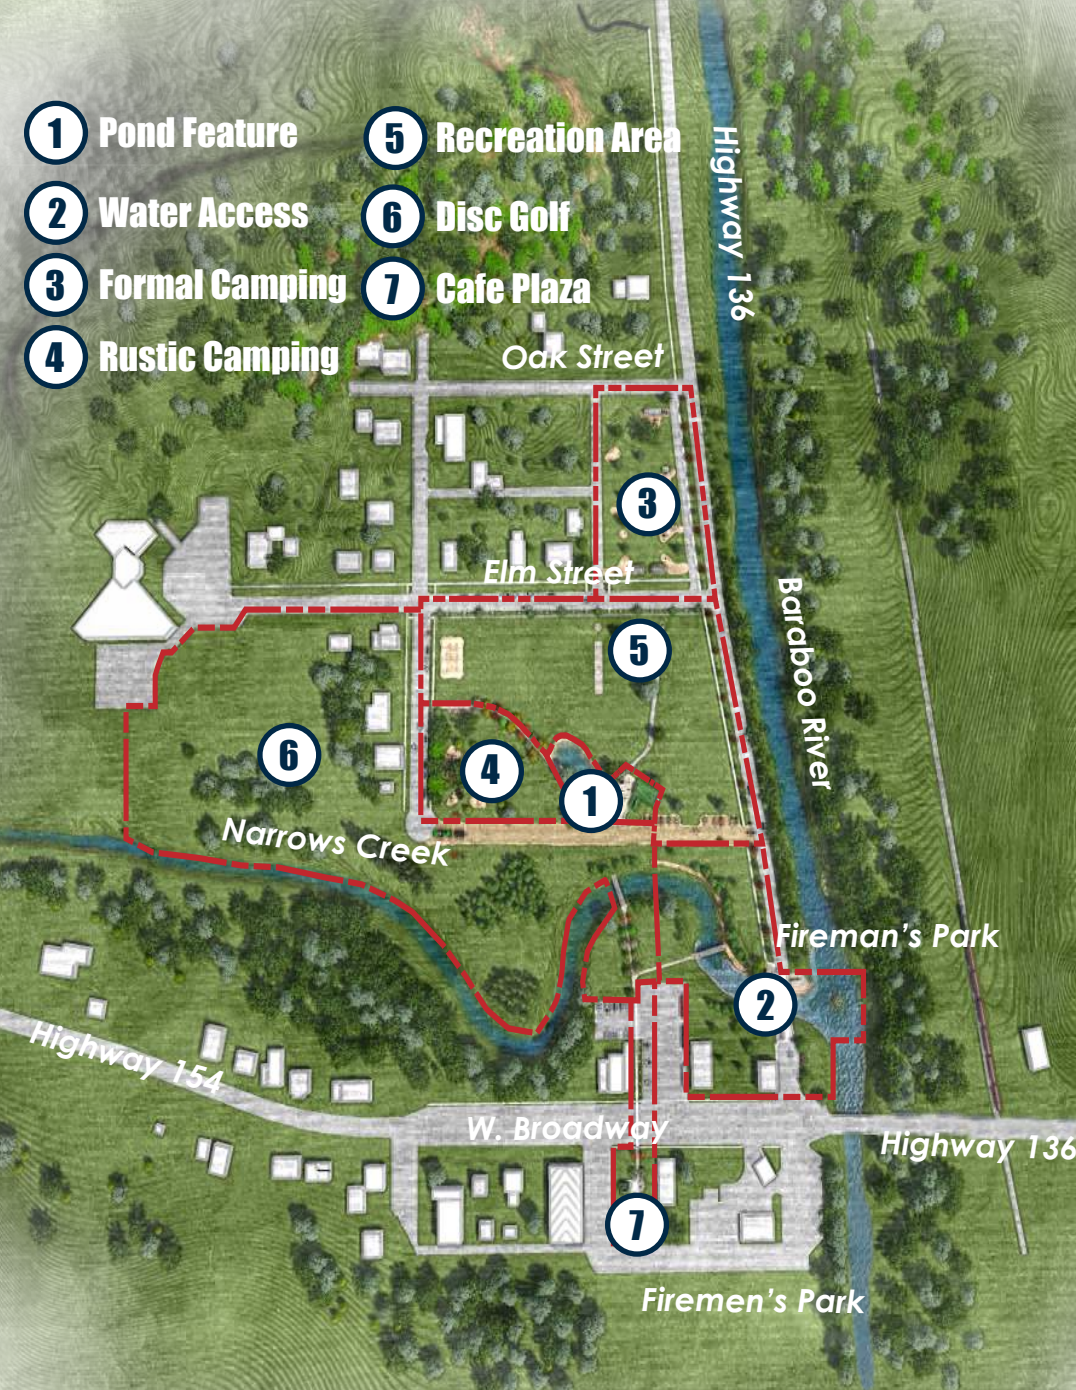 1 Pond Feature
2 Water Access
3 Formal Camping
4 Rustic Camping
5 Recreation Area
6 Disc Golf
7 Cafe Plaza
Highway 136
Oak Street
3
Elm Street
5
Baraboo River
6
4
1
Narrows Creek
Fireman's Park
2
Highway 154
W. Broadway
Highway 136
7
Firemen's Park